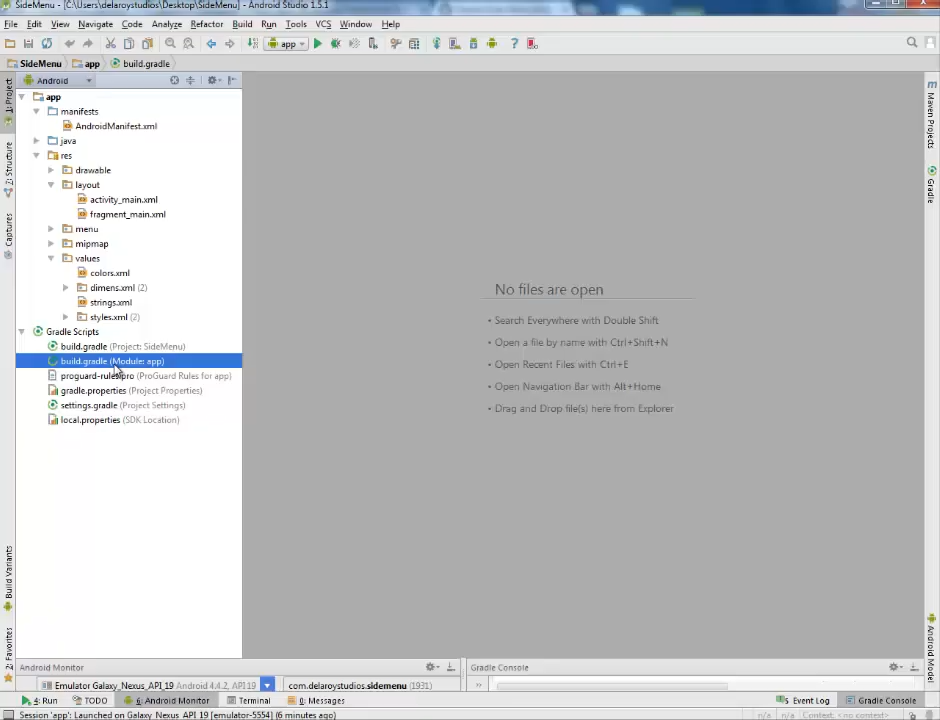 SideMenu - [C:\Users\delaroystudios\Desktop\SideMenu] - Android Studio 1.5.1
File Edit View Navigate Code Analyze Refactor Build Run Tools VCS Window Help
app
SideMenu app build.gradle
Android
1: Project
2: Structure
Captures
Build Variants
2: Favorites
app
manifests
AndroidManifest.xml
java
res
drawable
layout
activity_main.xml
fragment_main.xml
menu
mipmap
values
colors.xml
dimens.xml (2)
strings.xml
styles.xml (2)
Gradle Scripts
build.gradle (Project: SideMenu)
build.gradle (Module: app)
proguard-rules.pro (ProGuard Rules for app)
gradle.properties (Project Properties)
settings.gradle (Project Settings)
local.properties (SDK Location)
No files are open
• Search Everywhere with Double Shift
• Open a file by name with Ctrl+Shift+N
• Open Recent Files with Ctrl+E
• Open Navigation Bar with Alt+Home
• Drag and Drop file(s) here from Explorer
m
Maven Projects
Gradle
Android Model
Android Monitor
Gradle Console
Emulator Galaxy_Nexus_API_19 Android 4.4.2, API 19
com.delaroystudios.sidemenu (1931)
4: Run TODO 6: Android Monitor Terminal 0: Messages
5 Event Log Gradle Console
Session 'app': Launched on Galaxy_Nexus_API_19 [emulator-5554] (6 minutes ago)
n/a n/a Context: <no context>